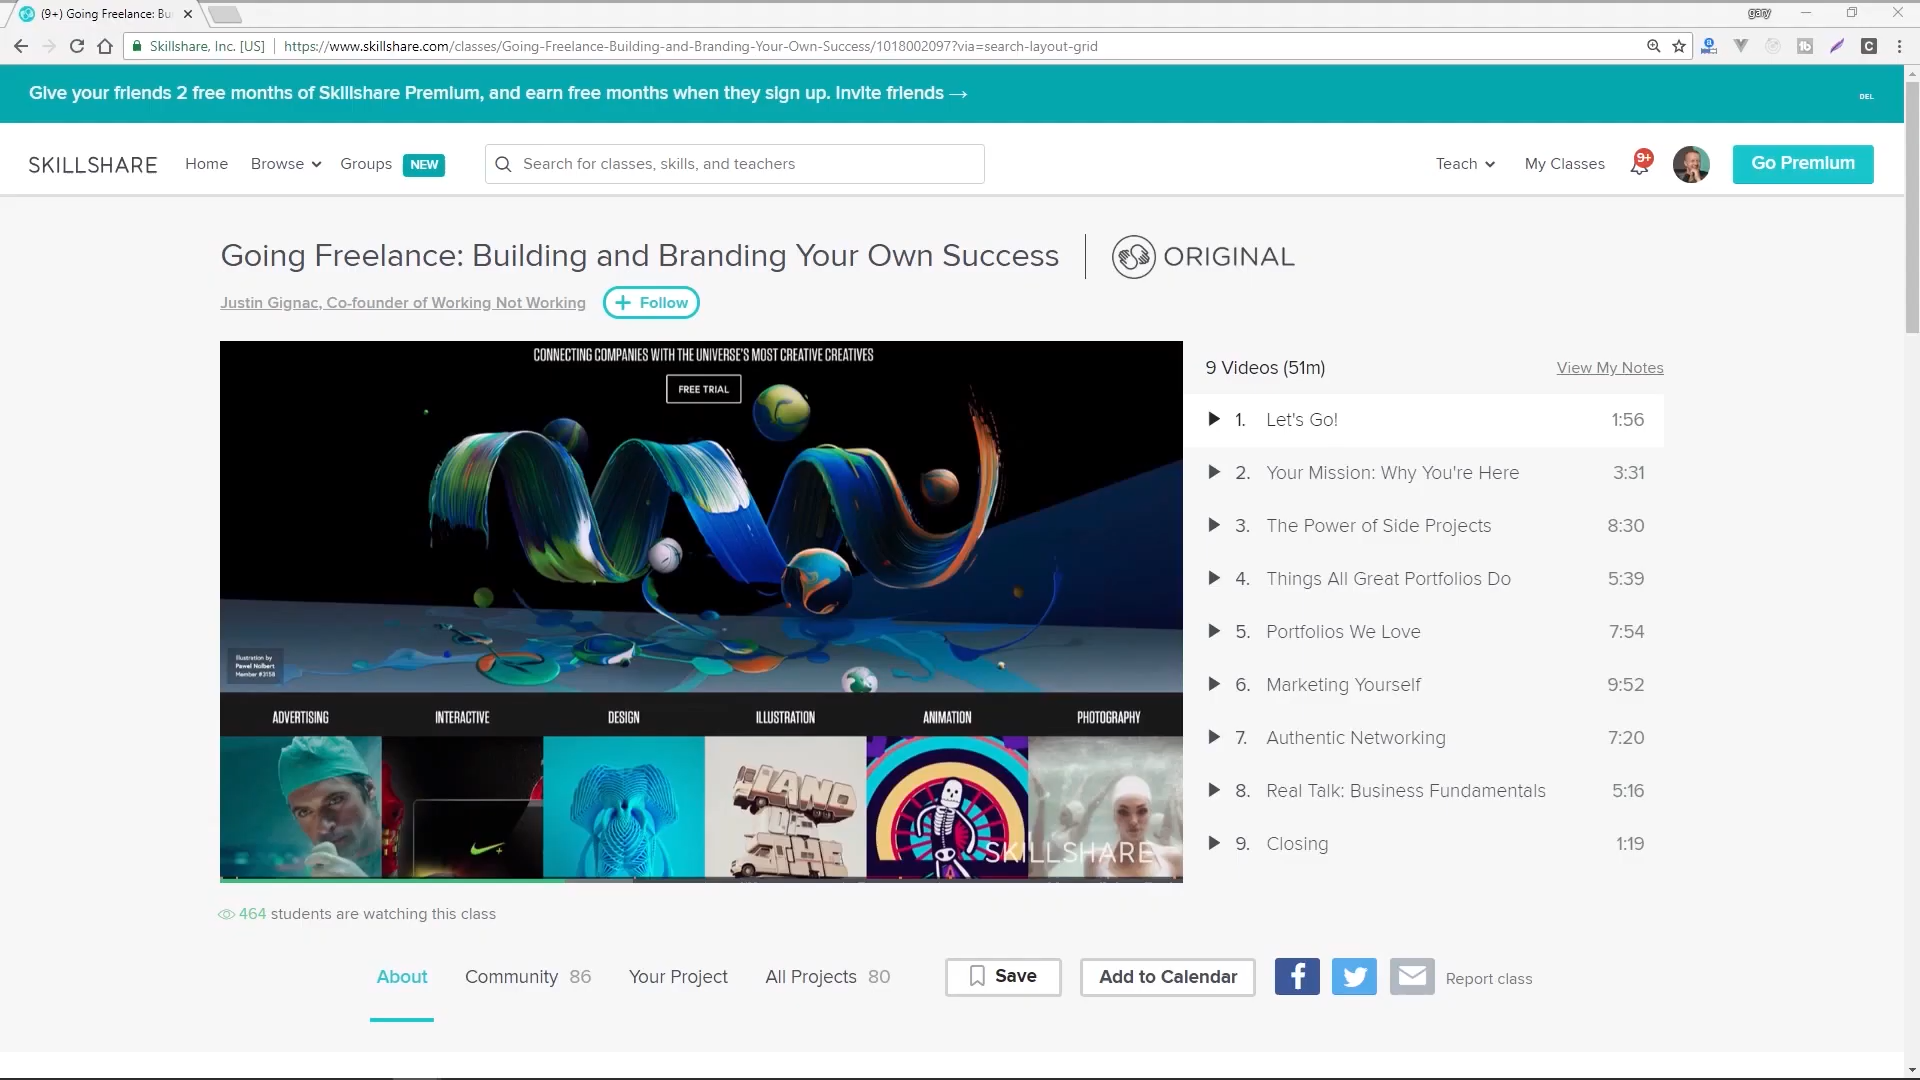 (9+) Going Freelance: Bu
gary
Skillshare, Inc. [US]
https://www.skillshare.com/classes/Going-Freelance-Building-and-Branding-Your-Own-Success/1018002097?via=search-layout-grid
Give your friends 2 free months of Skillshare Premium, and earn free months when they sign up. Invite friends →
DEL
SKILLSHARE
Home
Browse
Groups
NEW
Search for classes, skills, and teachers
Teach
My Classes
9+
Go Premium
Going Freelance: Building and Branding Your Own Success
ORIGINAL
Justin Gignac, Co-founder of Working Not Working
+ Follow
CONNECTING COMPANIES WITH THE UNIVERSE'S MOST CREATIVE CREATIVES
FREE TRIAL
Illustration by
Pawel Nolbert
Member #3158
ADVERTISING
INTERACTIVE
DESIGN
ILLUSTRATION
ANIMATION
PHOTOGRAPHY
SKILLSHARE
9 Videos (51m)
View My Notes
1. Let's Go! 1:56
2. Your Mission: Why You're Here 3:31
3. The Power of Side Projects 8:30
4. Things All Great Portfolios Do 5:39
5. Portfolios We Love 7:54
6. Marketing Yourself 9:52
7. Authentic Networking 7:20
8. Real Talk: Business Fundamentals 5:16
9. Closing 1:19
464 students are watching this class
About
Community 86
Your Project
All Projects 80
Save
Add to Calendar
Report class